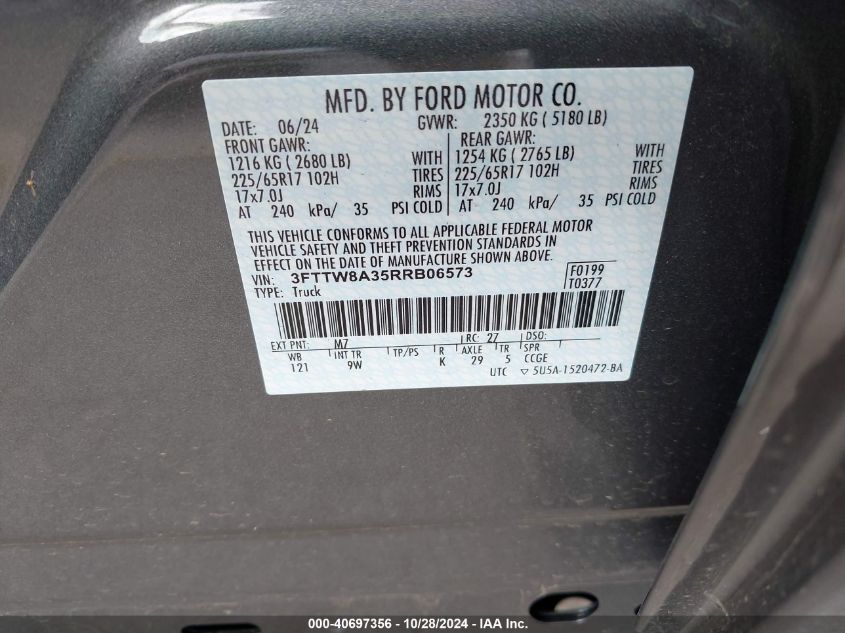 MFD. BY FORD MOTOR CO.
DATE: 06/24 GVWR: 2350 KG ( 5180 LB)
FRONT GAWR: REAR GAWR:
1216 KG ( 2680 LB) WITH 1254 KG ( 2765 LB) WITH
225/65R17 102H TIRES 225/65R17 102H TIRES
17x7.0J RIMS 17x7.0J RIMS
AT 240 kPa/ 35 PSI COLD AT 240 kPa/ 35 PSI COLD
THIS VEHICLE CONFORMS TO ALL APPLICABLE FEDERAL MOTOR
VEHICLE SAFETY AND THEFT PREVENTION STANDARDS IN
EFFECT ON THE DATE OF MANUFACTURE SHOWN ABOVE.
VIN: 3FTTW8A35RRB06573 F0199
TYPE: Truck T0377
EXT PNT: M7 RC: 27 DSO:
WB INT TR TP/PS R AXLE TR SPR
121 9W K 29 5 CCGE
UTC ▽ 5U5A-1520472-BA
000-40697356 | 10/28/2024 - IAA Inc.